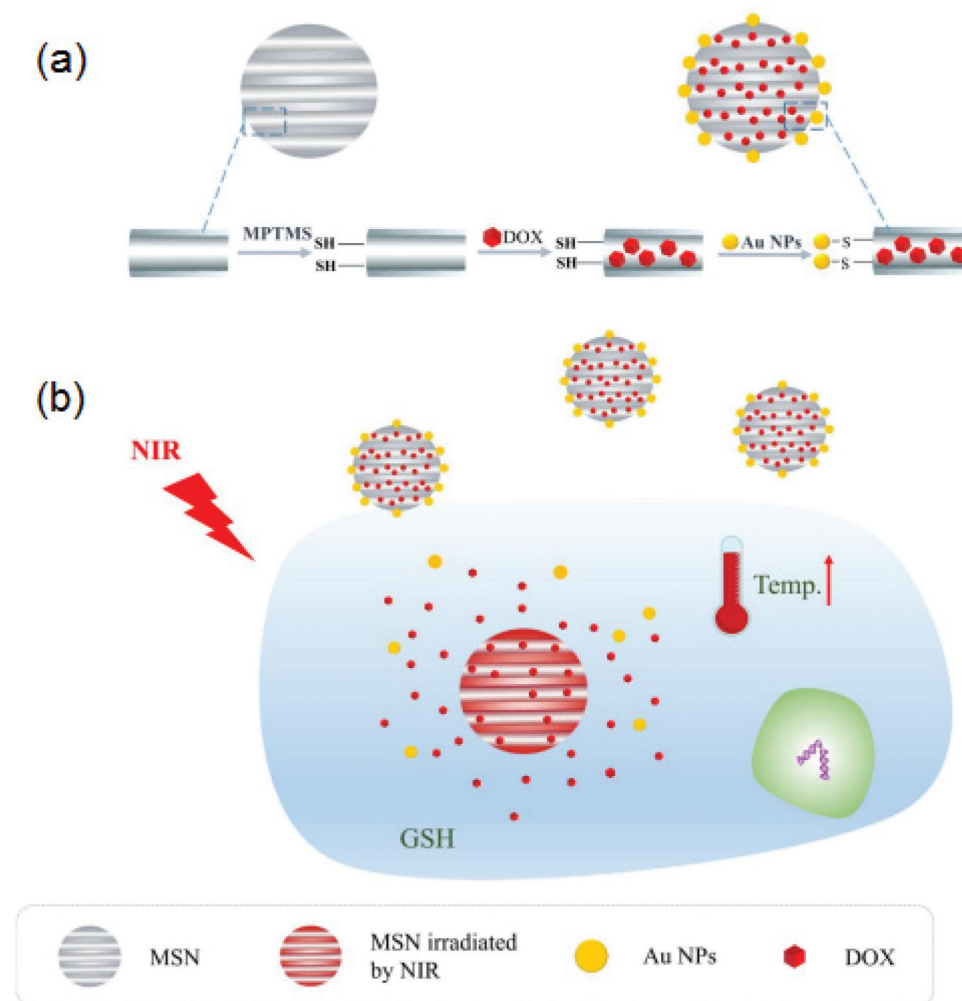 (a)
MPTMS
SH
SH
DOX
SH
SH
Au NPs
S
S
(b)
NIR
Temp.
GSH
MSN
MSN irradiated
by NIR
Au NPs
DOX